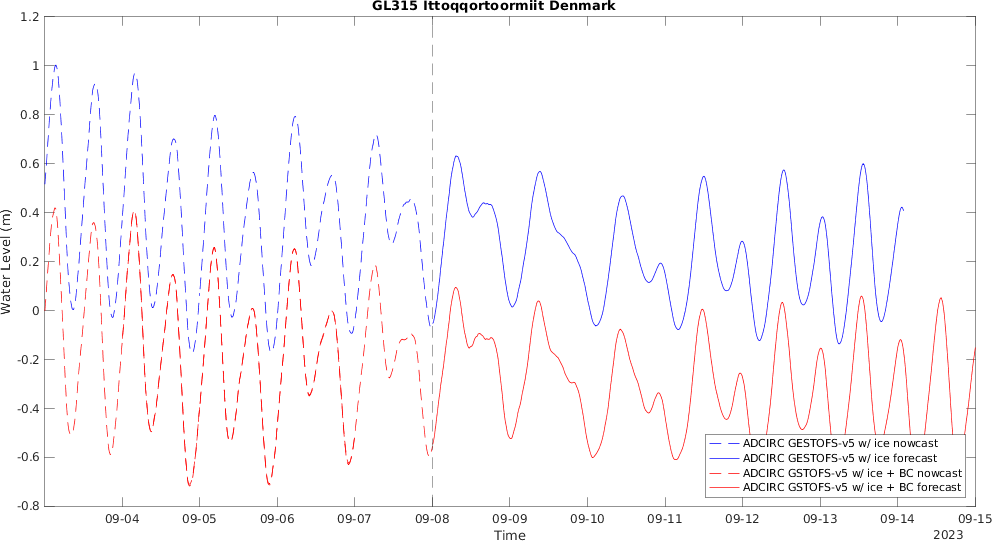 GL315 Ittoqqortoormiit Denmark
1.2
1
0.8
0.6
0.4
0.2
0
-0.2
-0.4
-0.6
-0.8
Water Level (m)
ADCIRC GESTOFS-v5 w/ ice nowcast
ADCIRC GESTOFS-v5 w/ ice forecast
ADCIRC GSTOFS-v5 w/ ice + BC nowcast
ADCIRC GSTOFS-v5 w/ ice + BC forecast
09-04 09-05 09-06 09-07 09-08 09-09 09-10 09-11 09-12 09-13 09-14 09-15
Time
2023